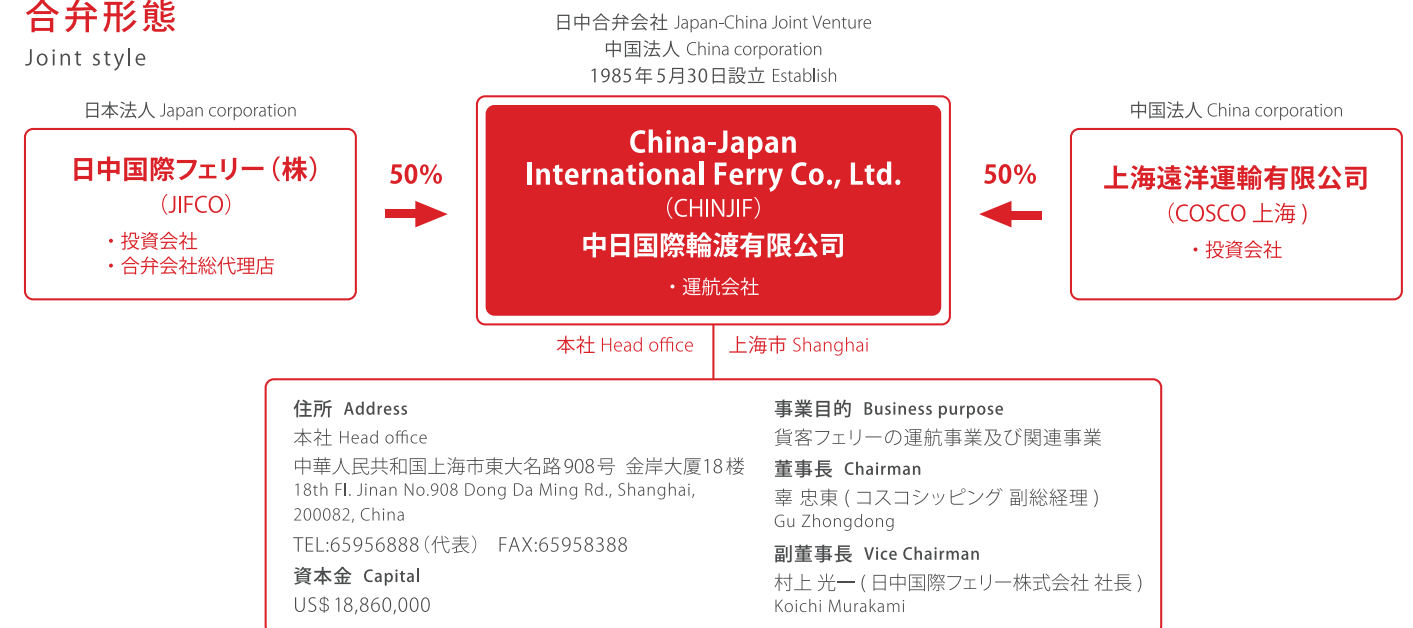 合弁形態
Joint style
日中合弁会社 Japan-China Joint Venture
中国法人 China corporation
1985年5月30日設立 Establish
日本法人 Japan corporation
日中国際フェリー（株）
（JIFCO）
・投資会社
・合弁会社総代理店
50%
China-Japan
International Ferry Co., Ltd.
（CHINJIF）
中日国際輪渡有限公司
・運航会社
50%
中国法人 China corporation
上海遠洋運輸有限公司
（COSCO 上海）
・投資会社
本社 Head office
上海市 Shanghai
住所 Address
本社 Head office
中華人民共和国上海市東大名路908号 金岸大厦18楼
18th Fl. Jinan No.908 Dong Da Ming Rd., Shanghai,
200082, China
TEL:65956888（代表） FAX:65958388
資本金 Capital
US$ 18,860,000
事業目的 Business purpose
貨客フェリーの運航事業及び関連事業
董事長 Chairman
辜 忠東 ( コスコシッピング 副総経理 )
Gu Zhongdong
副董事長 Vice Chairman
村上 光一 ( 日中国際フェリー株式会社 社長 )
Koichi Murakami